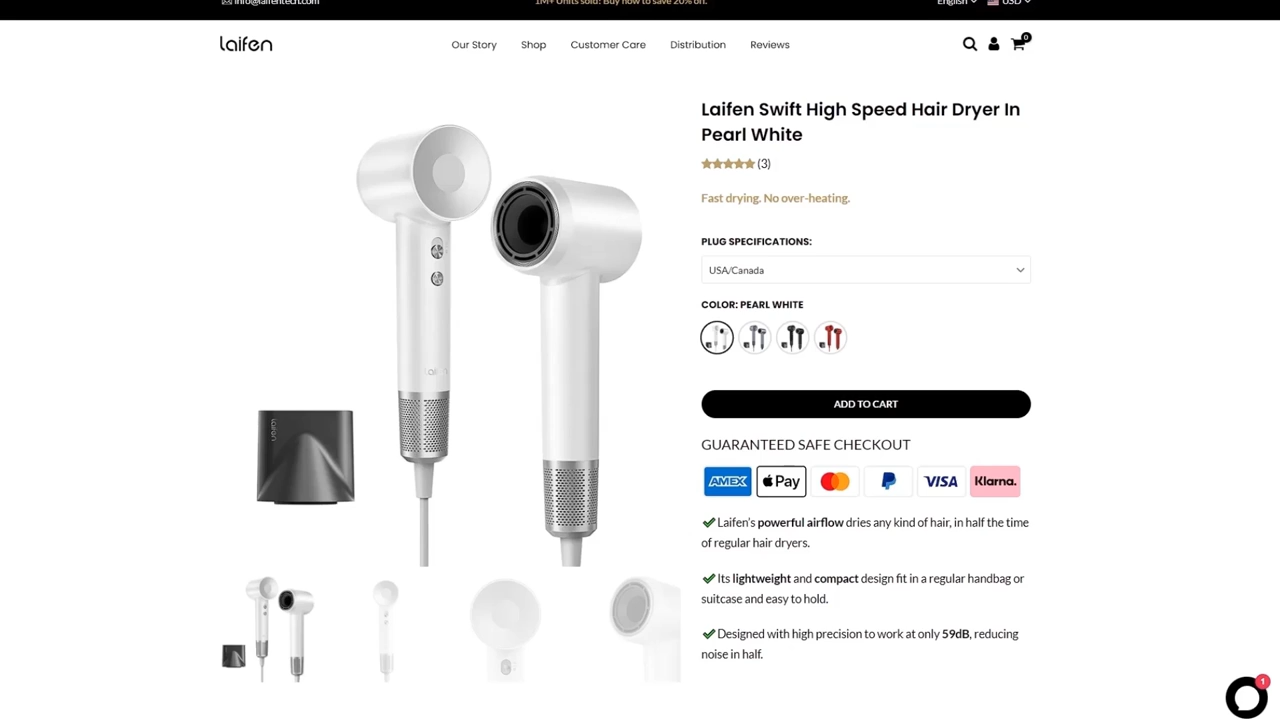 info@laifentech.com
1M+ Units sold! Buy now to save 20% off.
English
USD
laifen
Our Story
Shop
Customer Care
Distribution
Reviews
0
Laifen Swift High Speed Hair Dryer In
Pearl White
(3)
Fast drying. No over-heating.
PLUG SPECIFICATIONS:
USA/Canada
COLOR: PEARL WHITE
ADD TO CART
GUARANTEED SAFE CHECKOUT
AMEX
Pay
VISA
Klarna.
Laifen's powerful airflow dries any kind of hair, in half the time
of regular hair dryers.
Its lightweight and compact design fit in a regular handbag or
suitcase and easy to hold.
Designed with high precision to work at only 59dB, reducing
noise in half.
laifen
laifen
1